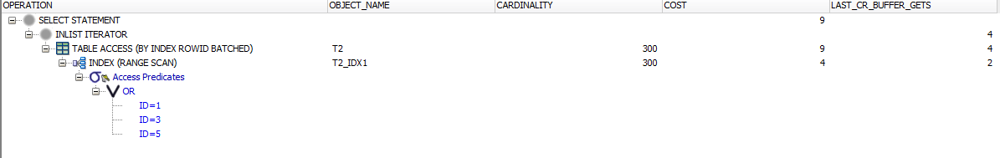 OPERATION OBJECT_NAME CARDINALITY COST LAST_CR_BUFFER_GETS
SELECT STATEMENT 9
INLIST ITERATOR 4
TABLE ACCESS (BY INDEX ROWID BATCHED) T2 300 9 4
INDEX (RANGE SCAN) T2_IDX1 300 4 2
Access Predicates
OR
ID=1
ID=3
ID=5